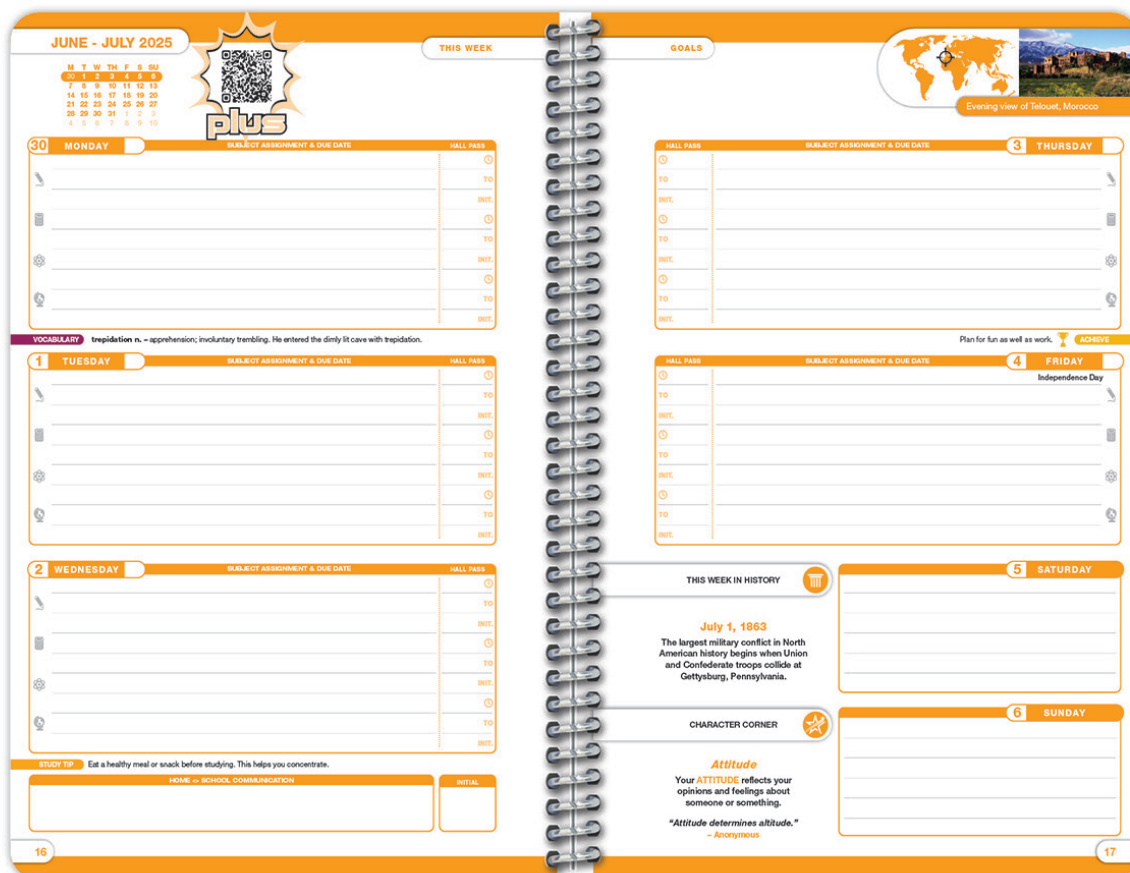 JUNE - JULY 2025
M T W TH F S SU
30 1 2 3 4 5 6
7 8 9 10 11 12 13
14 15 16 17 18 19 20
21 22 23 24 25 26 27
28 29 30 31 1 2 3
4 5 6 7 8 9 10
plus
THIS WEEK
GOALS
Evening view of Telouet, Morocco
30 MONDAY SUBJECT ASSIGNMENT & DUE DATE HALL PASS
TO
INIT.
TO
INIT.
TO
INIT.
VOCABULARY trepidation n. – apprehension; involuntary trembling. He entered the dimly lit cave with trepidation.
1 TUESDAY SUBJECT ASSIGNMENT & DUE DATE HALL PASS
TO
INIT.
TO
INIT.
TO
INIT.
2 WEDNESDAY SUBJECT ASSIGNMENT & DUE DATE HALL PASS
TO
INIT.
TO
INIT.
TO
INIT.
STUDY TIP Eat a healthy meal or snack before studying. This helps you concentrate.
HOME <> SCHOOL COMMUNICATION INITIAL
16
HALL PASS SUBJECT ASSIGNMENT & DUE DATE 3 THURSDAY
TO
INIT.
TO
INIT.
TO
INIT.
Plan for fun as well as work. ACHIEVE
HALL PASS SUBJECT ASSIGNMENT & DUE DATE 4 FRIDAY
Independence Day
TO
INIT.
TO
INIT.
TO
INIT.
THIS WEEK IN HISTORY
July 1, 1863
The largest military conflict in North
American history begins when Union
and Confederate troops collide at
Gettysburg, Pennsylvania.
CHARACTER CORNER
Attitude
Your ATTITUDE reflects your
opinions and feelings about
someone or something.
“Attitude determines altitude.”
– Anonymous
5 SATURDAY
6 SUNDAY
17